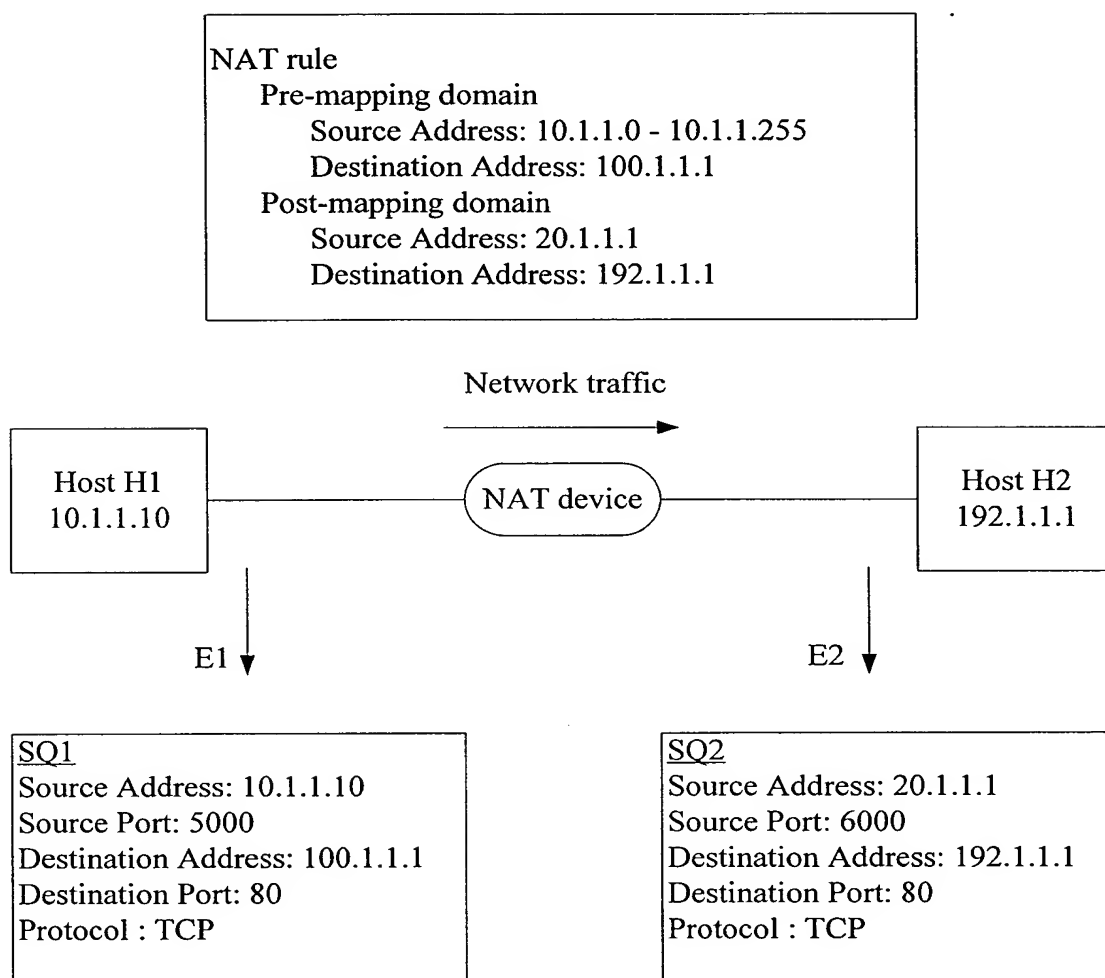 NAT rule
Pre-mapping domain
Source Address: 10.1.1.0 - 10.1.1.255
Destination Address: 100.1.1.1
Post-mapping domain
Source Address: 20.1.1.1
Destination Address: 192.1.1.1
Network traffic
Host H1
10.1.1.10
NAT device
Host H2
192.1.1.1
E1
E2
SQ1
Source Address: 10.1.1.10
Source Port: 5000
Destination Address: 100.1.1.1
Destination Port: 80
Protocol : TCP
SQ2
Source Address: 20.1.1.1
Source Port: 6000
Destination Address: 192.1.1.1
Destination Port: 80
Protocol : TCP